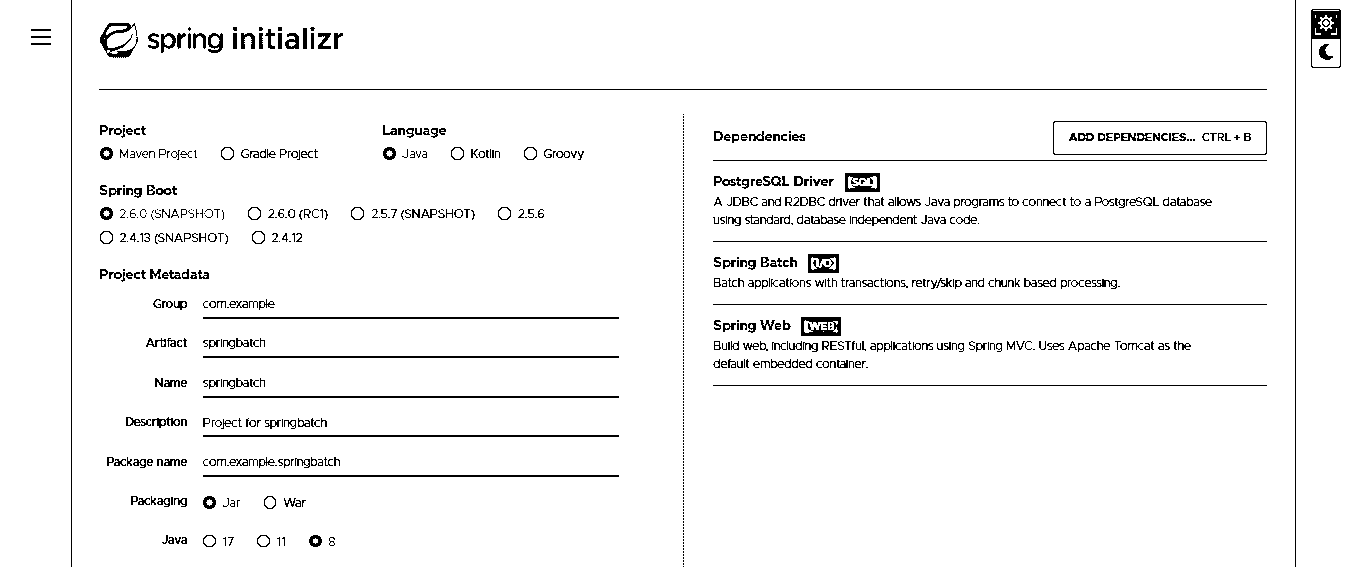 spring initializr
Project
Maven Project Gradle Project
Language
Java Kotlin Groovy
Spring Boot
2.6.0 (SNAPSHOT) 2.6.0 (RC1) 2.5.7 (SNAPSHOT) 2.5.6
2.4.13 (SNAPSHOT) 2.4.12
Project Metadata
Group com.example
Artifact springbatch
Name springbatch
Description Project for springbatch
Package name com.example.springbatch
Packaging Jar War
Java 17 11 8
Dependencies ADD DEPENDENCIES... CTRL + B
PostgreSQL Driver SQL
A JDBC and R2DBC driver that allows Java programs to connect to a PostgreSQL database
using standard, database independent Java code.
Spring Batch I/O
Batch applications with transactions, retry/skip and chunk based processing.
Spring Web WEB
Build web, including RESTful, applications using Spring MVC. Uses Apache Tomcat as the
default embedded container.